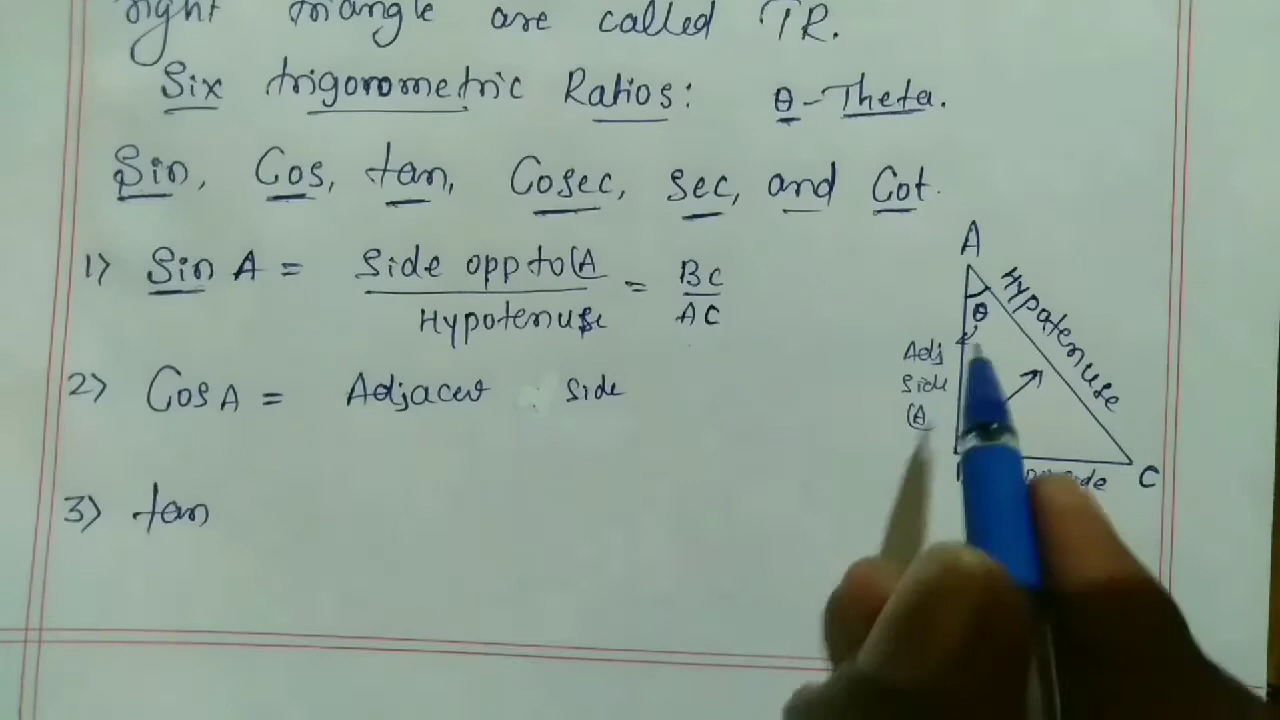 right triangle are called TR.
Six trigonometric Ratios: θ-Theta.
Sin, Cos, tan, Cosec, sec, and Cot.
1) Sin A = Side opp to ∠A / Hypotenuse = BC / AC
2) Cos A = Adjacent Side
3) tan
A
Hypotenuse
θ
Adj
Side
∠A
C